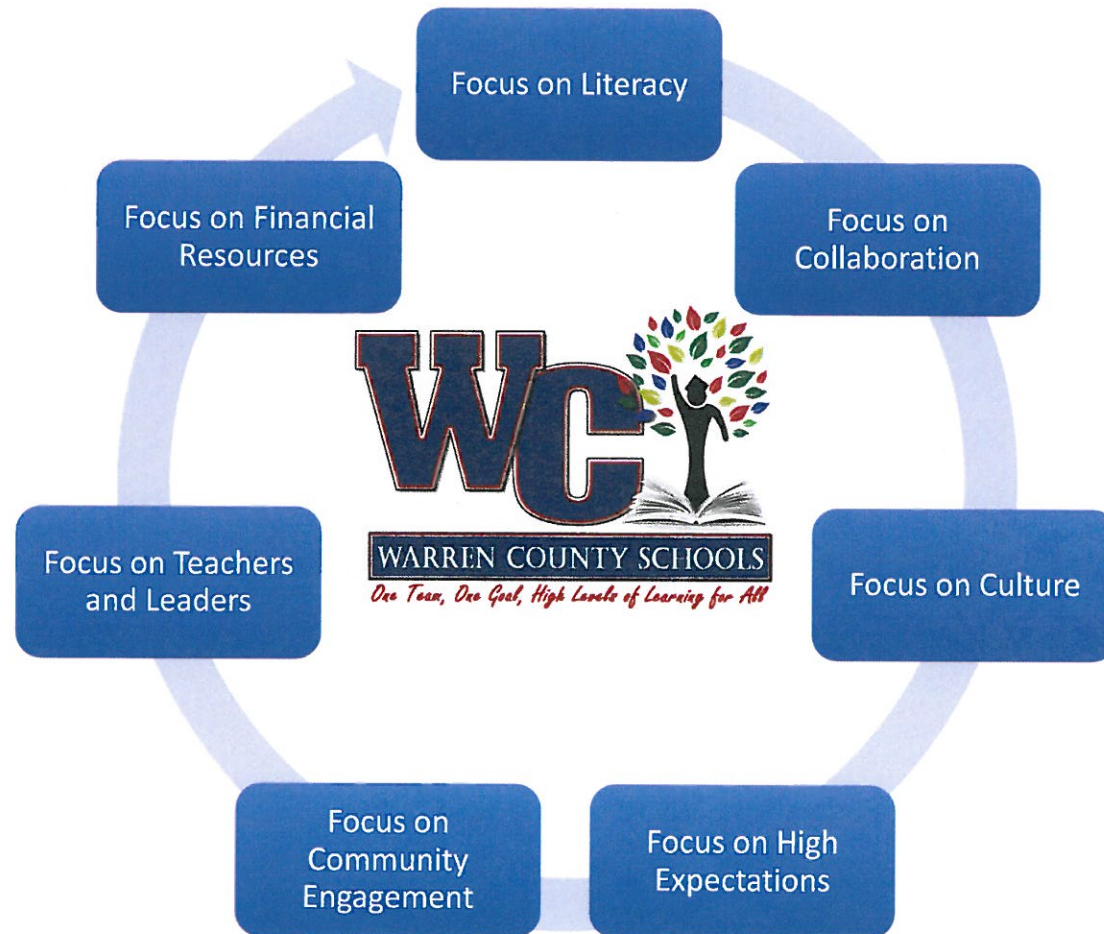 Focus on Literacy
Focus on
Collaboration
Focus on Culture
Focus on High
Expectations
Focus on
Community
Engagement
Focus on Teachers
and Leaders
Focus on Financial
Resources
WC
WARREN COUNTY SCHOOLS
One Team, One Goal, High Levels of Learning for All